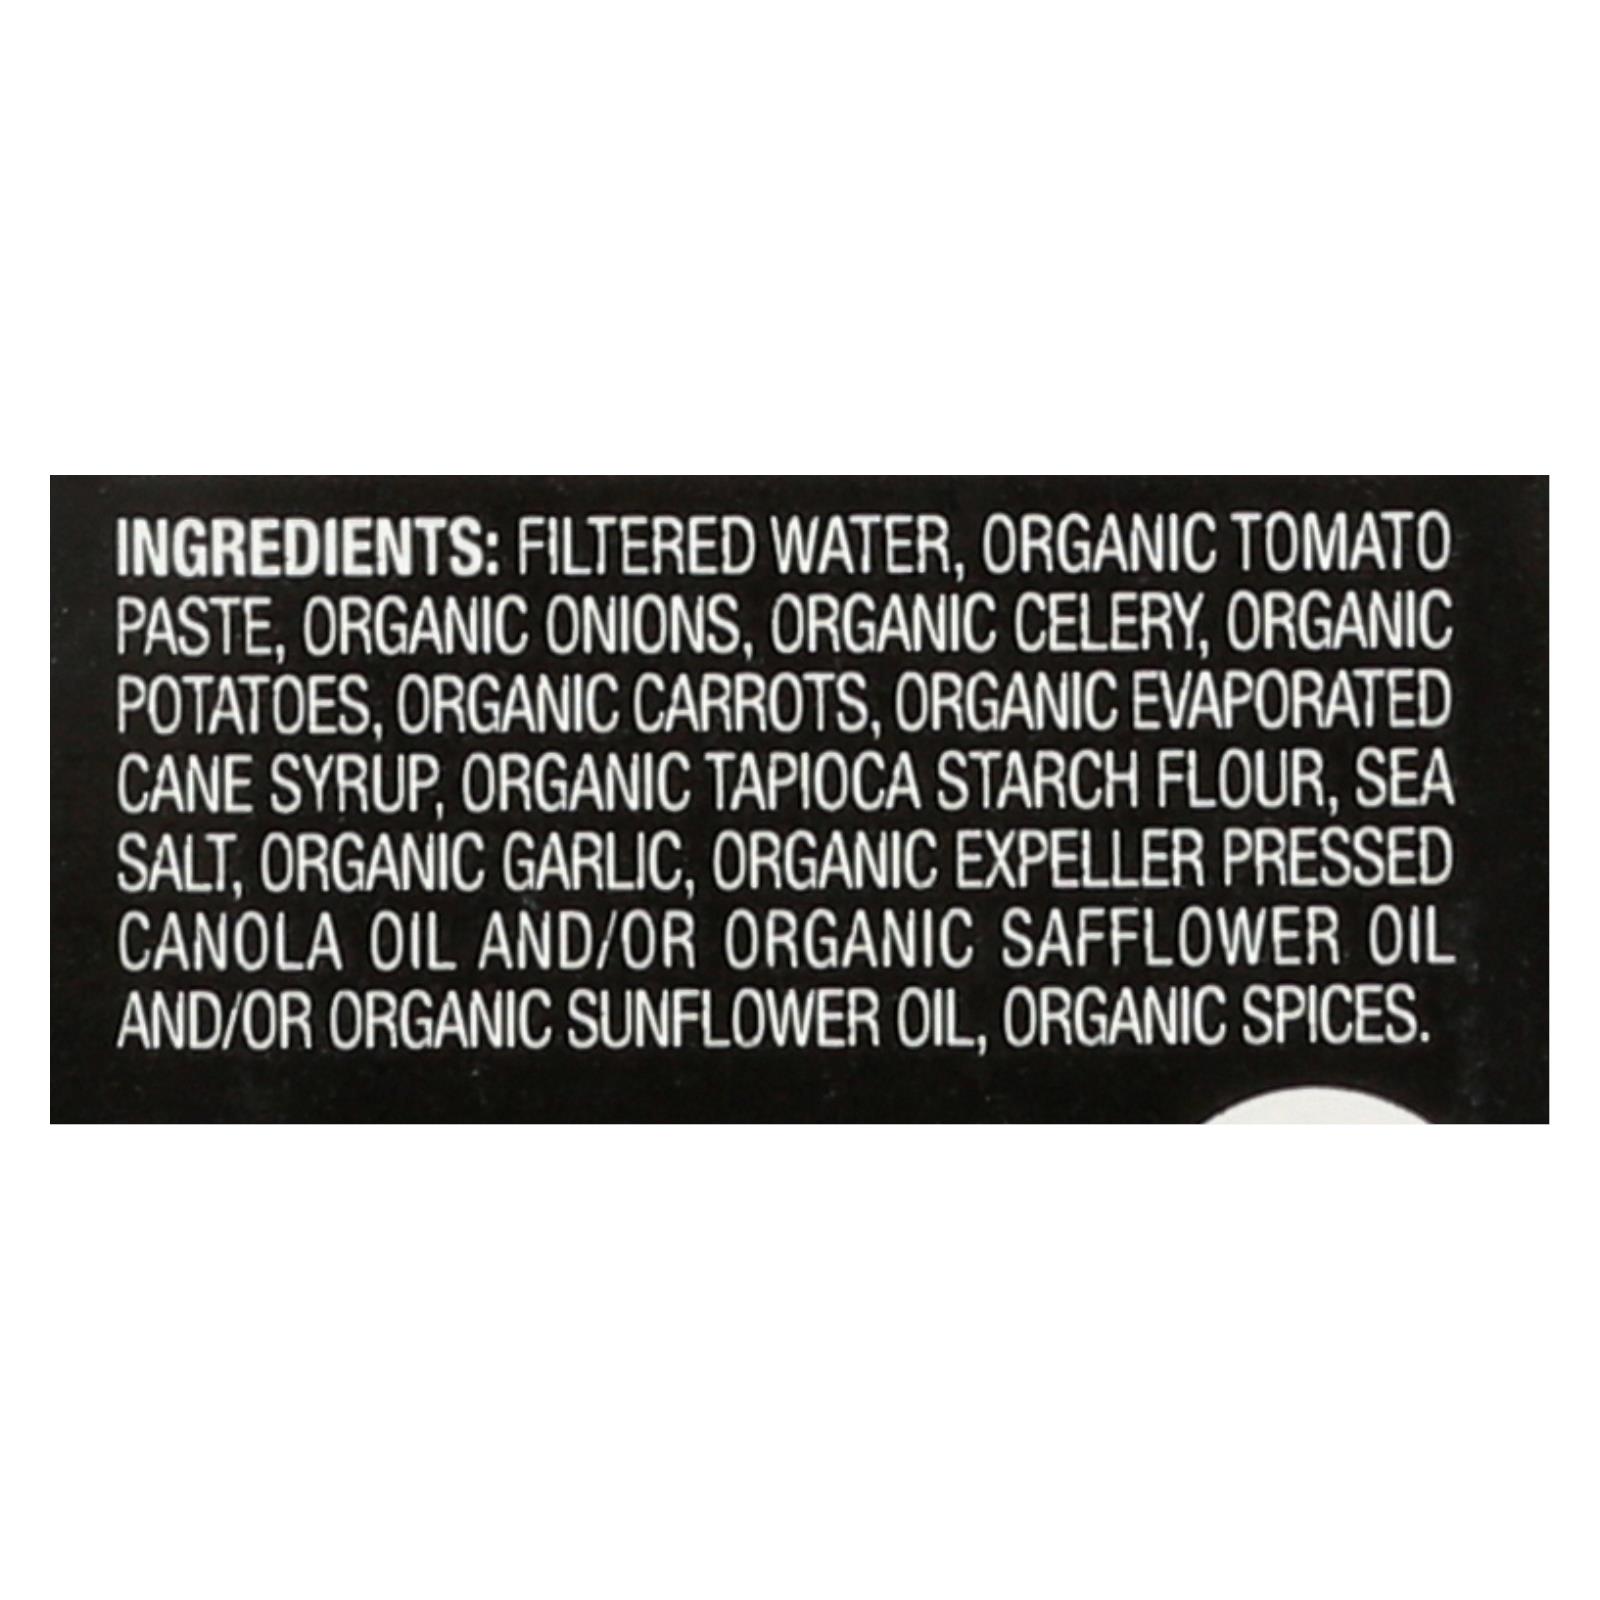 INGREDIENTS: FILTERED WATER, ORGANIC TOMATO
PASTE, ORGANIC ONIONS, ORGANIC CELERY, ORGANIC
POTATOES, ORGANIC CARROTS, ORGANIC EVAPORATED
CANE SYRUP, ORGANIC TAPIOCA STARCH FLOUR, SEA
SALT, ORGANIC GARLIC, ORGANIC EXPELLER PRESSED
CANOLA OIL AND/OR ORGANIC SAFFLOWER OIL
AND/OR ORGANIC SUNFLOWER OIL, ORGANIC SPICES.